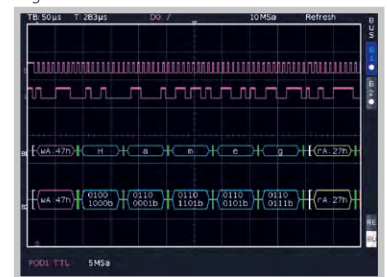 TB: 50µs T: 283µs D0: / 10MSa Refresh
BUS
B1
B2
wA: 47h H a m e g rA: 27h
wA: 47h 0100 1000b 0110 0001b 0110 1101b 0110 0101b 0110 0111b rA: 27h
POD1: TTL 5MSa